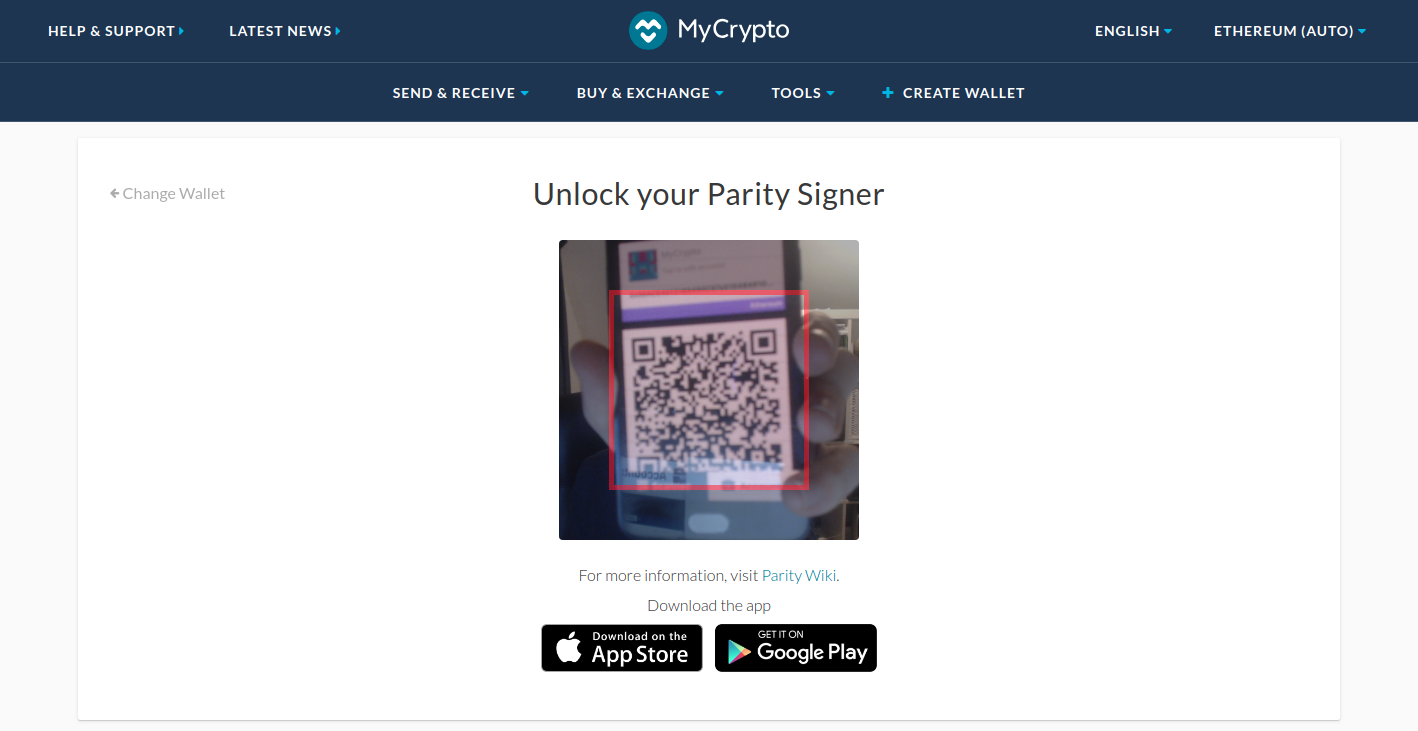 HELP & SUPPORT
LATEST NEWS
MyCrypto
ENGLISH
ETHEREUM (AUTO)
SEND & RECEIVE
BUY & EXCHANGE
TOOLS
CREATE WALLET
Change Wallet
Unlock your Parity Signer
MyCrypto
Ethereum
For more information, visit Parity Wiki.
Download the app
Download on the
App Store
GET IT ON
Google Play